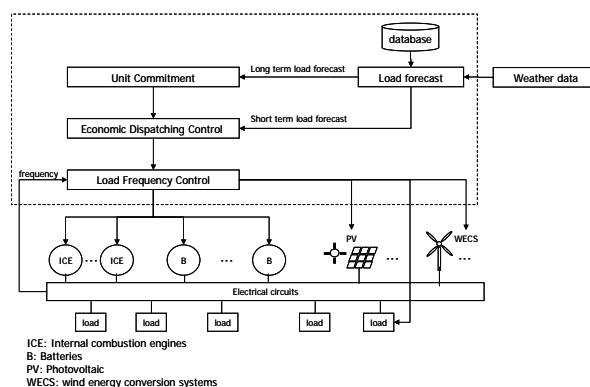 database
Unit Commitment
Long term load forecast
Load forecast
Weather data
Economic Dispatching Control
Short term load forecast
frequency
Load Frequency Control
PV
WECS
ICE
...
ICE
B
...
B
...
...
Electrical circuits
load
load
load
load
load
ICE: Internal combustion engines
B: Batteries
PV: Photovoltaic
WECS: wind energy conversion systems